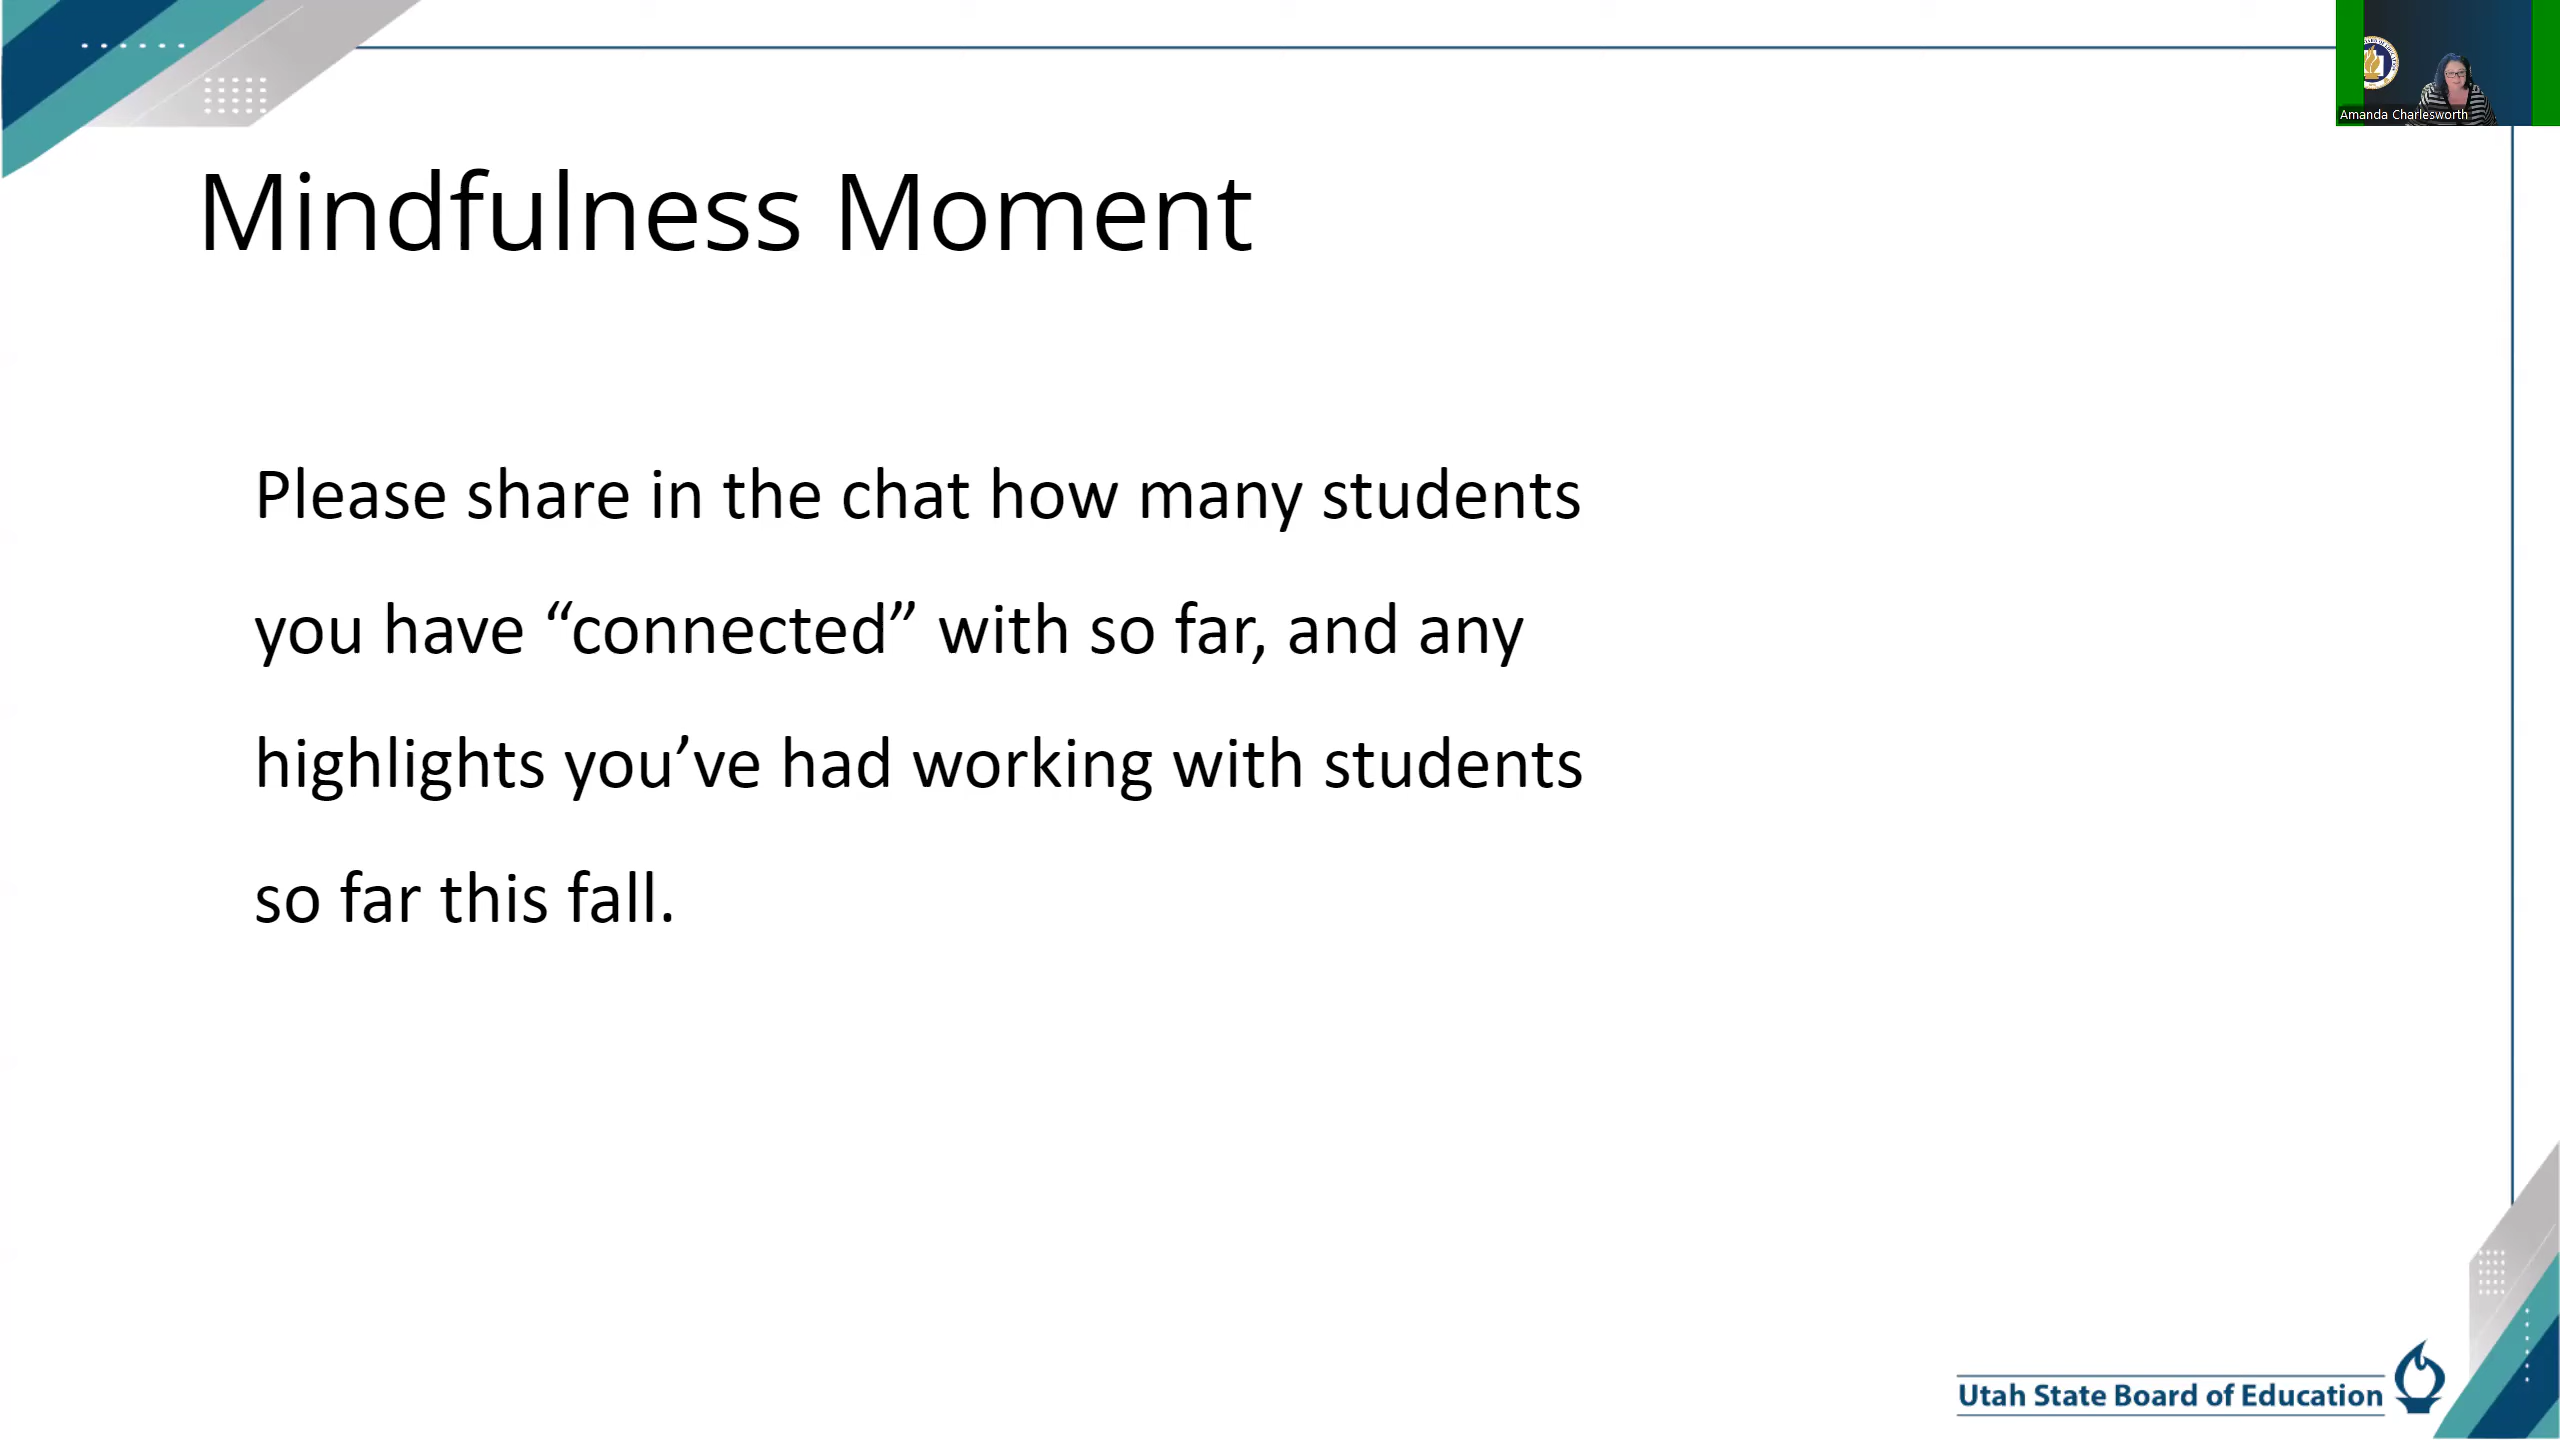 Amanda Charlesworth
Mindfulness Moment
Please share in the chat how many students
you have “connected” with so far, and any
highlights you’ve had working with students
so far this fall.
Utah State Board of Education